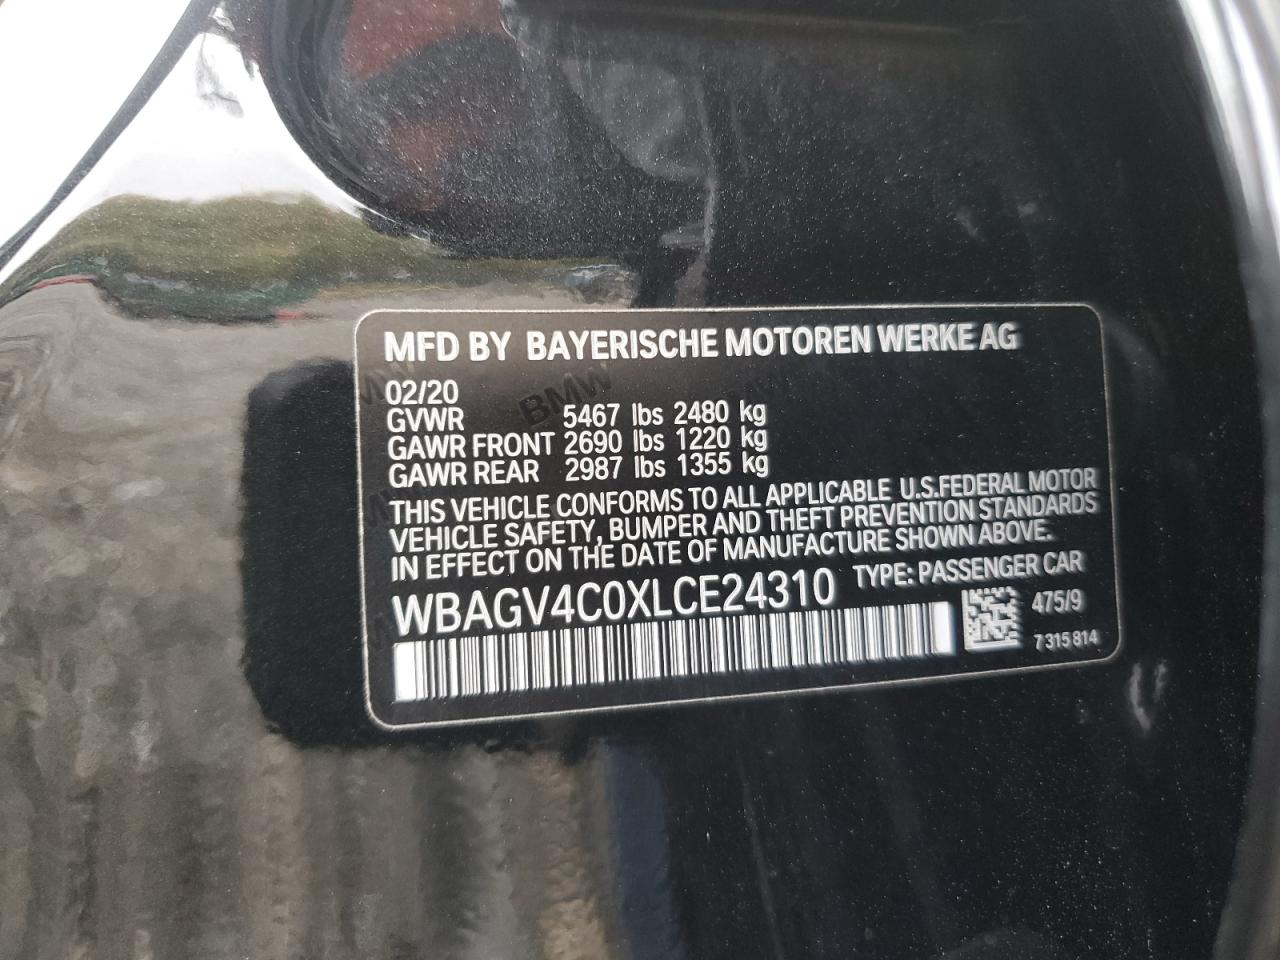 MFD BY BAYERISCHE MOTOREN WERKE AG
02/20
GVWR 5467 lbs 2480 kg
GAWR FRONT 2690 lbs 1220 kg
GAWR REAR 2987 lbs 1355 kg
THIS VEHICLE CONFORMS TO ALL APPLICABLE U.S.FEDERAL MOTOR
VEHICLE SAFETY, BUMPER AND THEFT PREVENTION STANDARDS
IN EFFECT ON THE DATE OF MANUFACTURE SHOWN ABOVE.
WBAGV4C0XLCE24310 TYPE: PASSENGER CAR
475/9
7 315 814
BMW